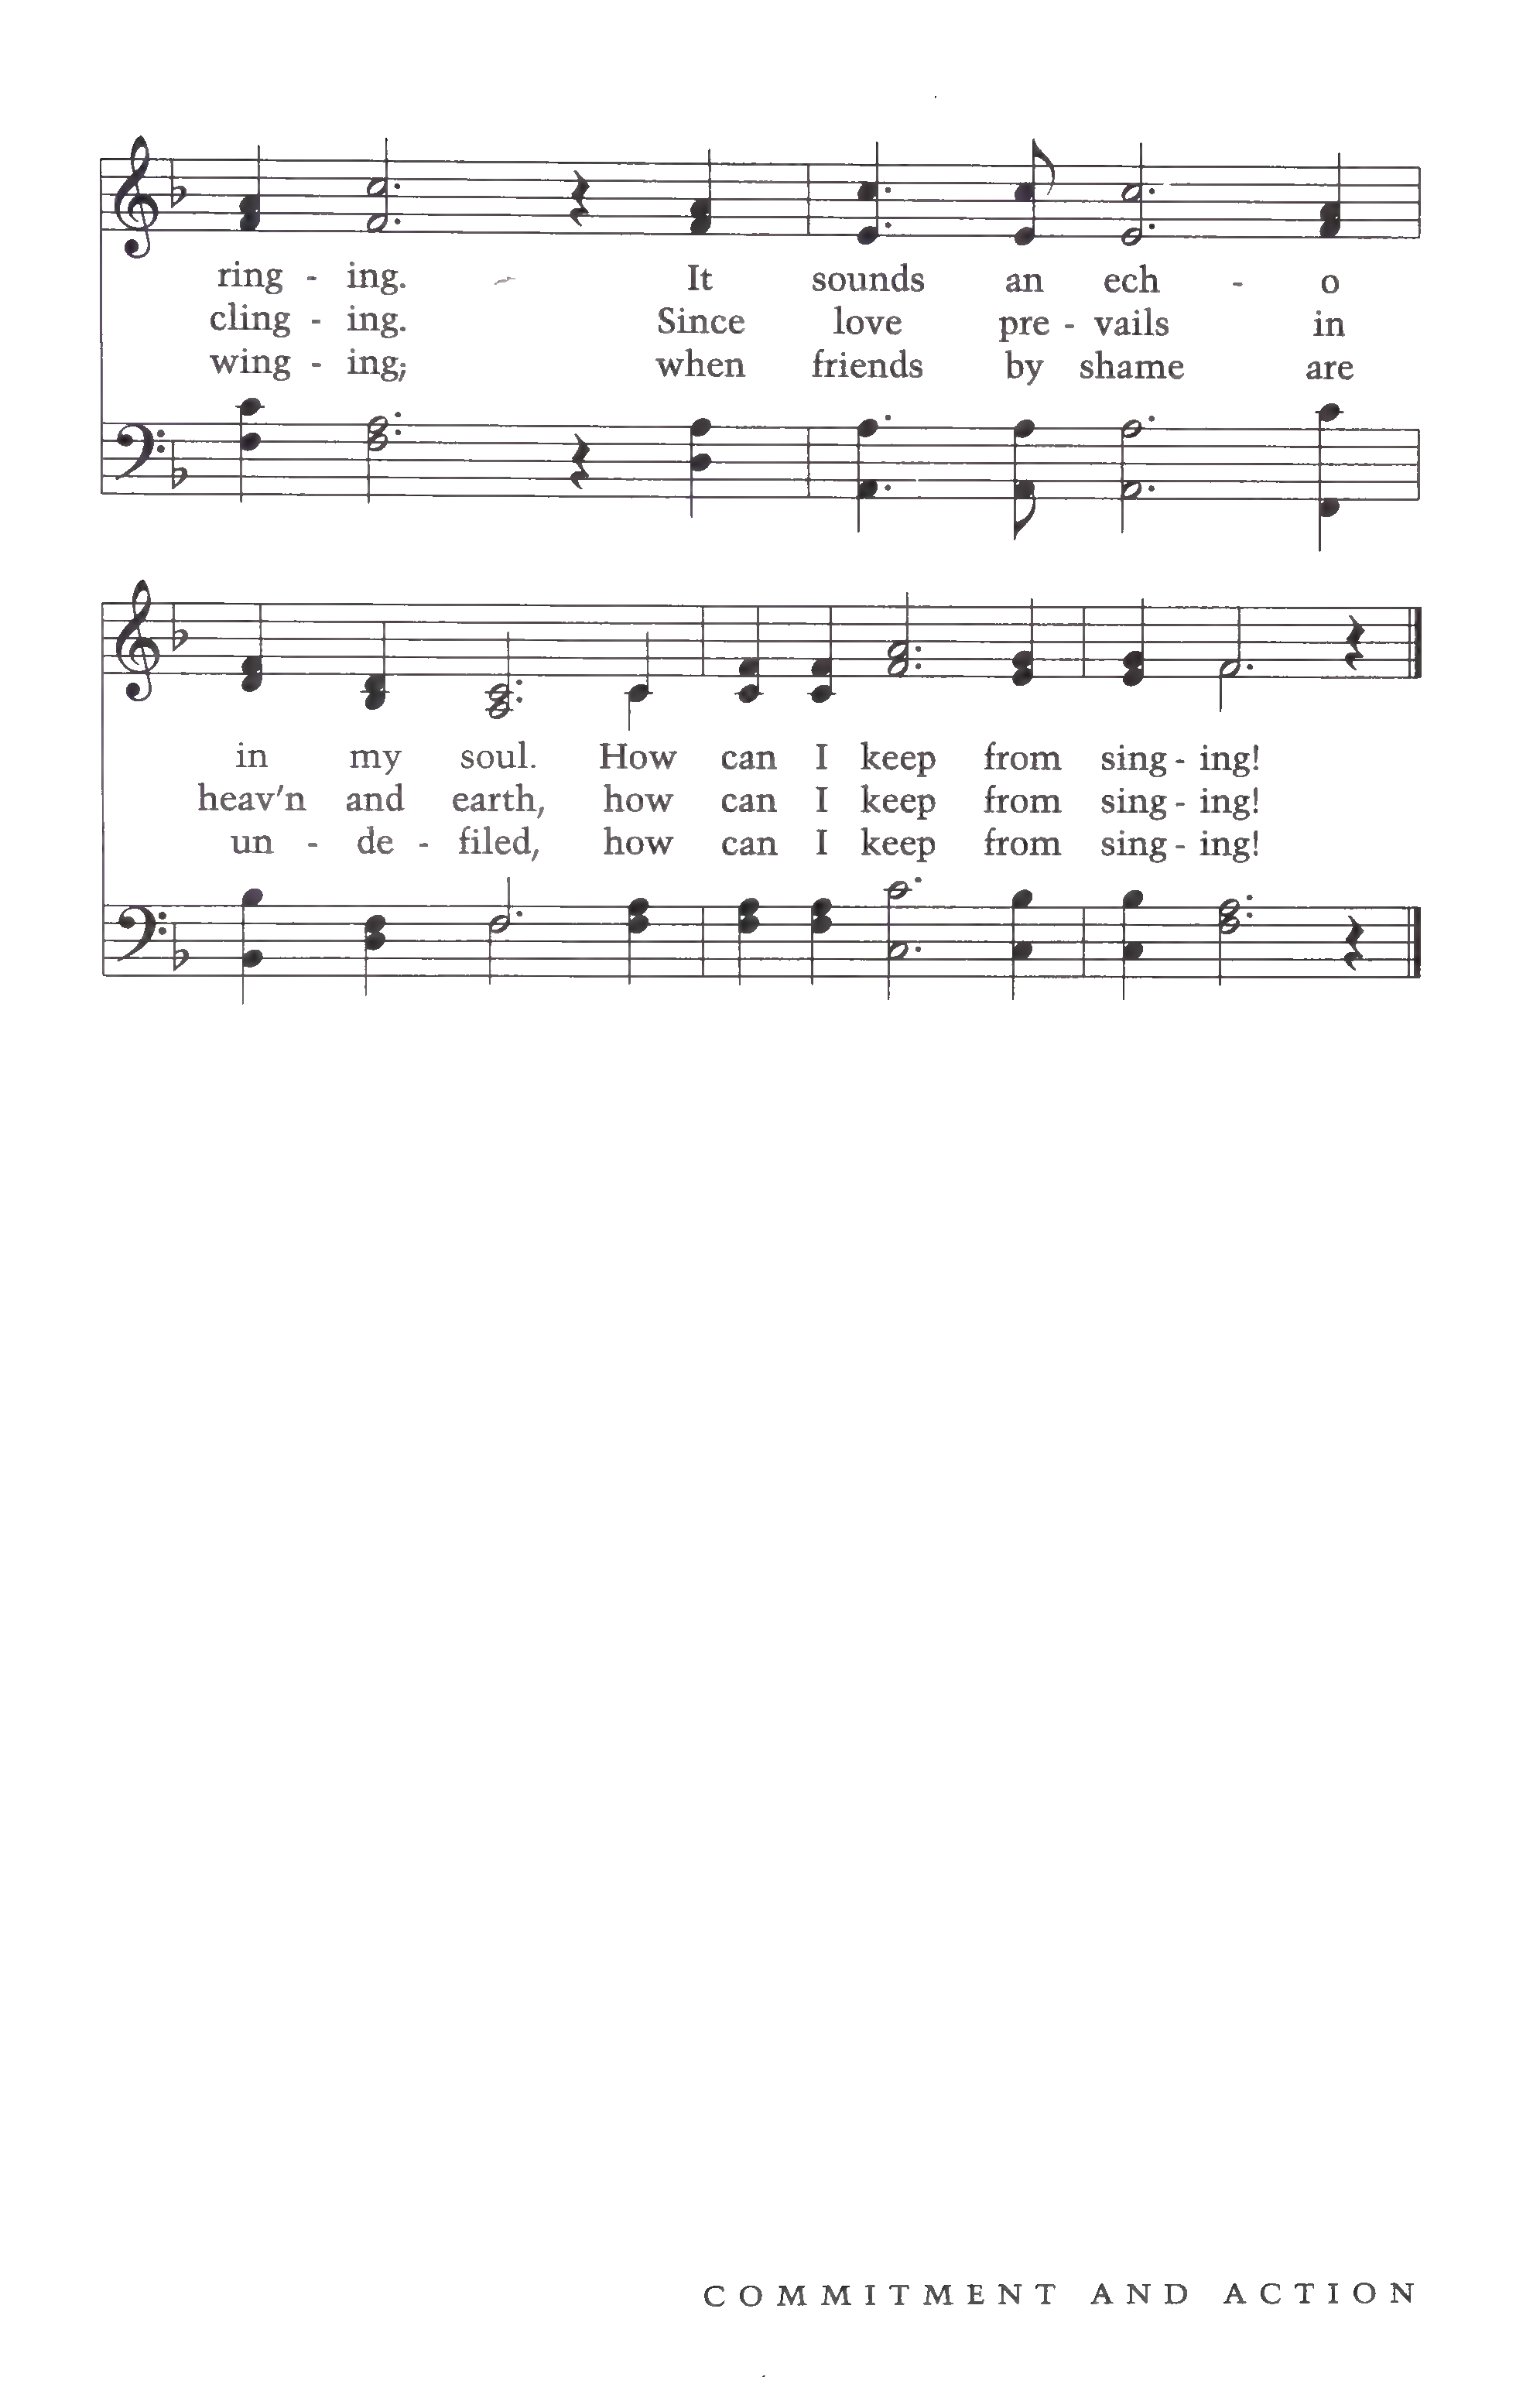 ring - ing. It sounds an ech - o
cling - ing. Since love pre - vails in
wing - ing; when friends by shame are
in my soul. How can I keep from sing - ing!
heav'n and earth, how can I keep from sing - ing!
un - de - filed, how can I keep from sing - ing!
COMMITMENT AND ACTION